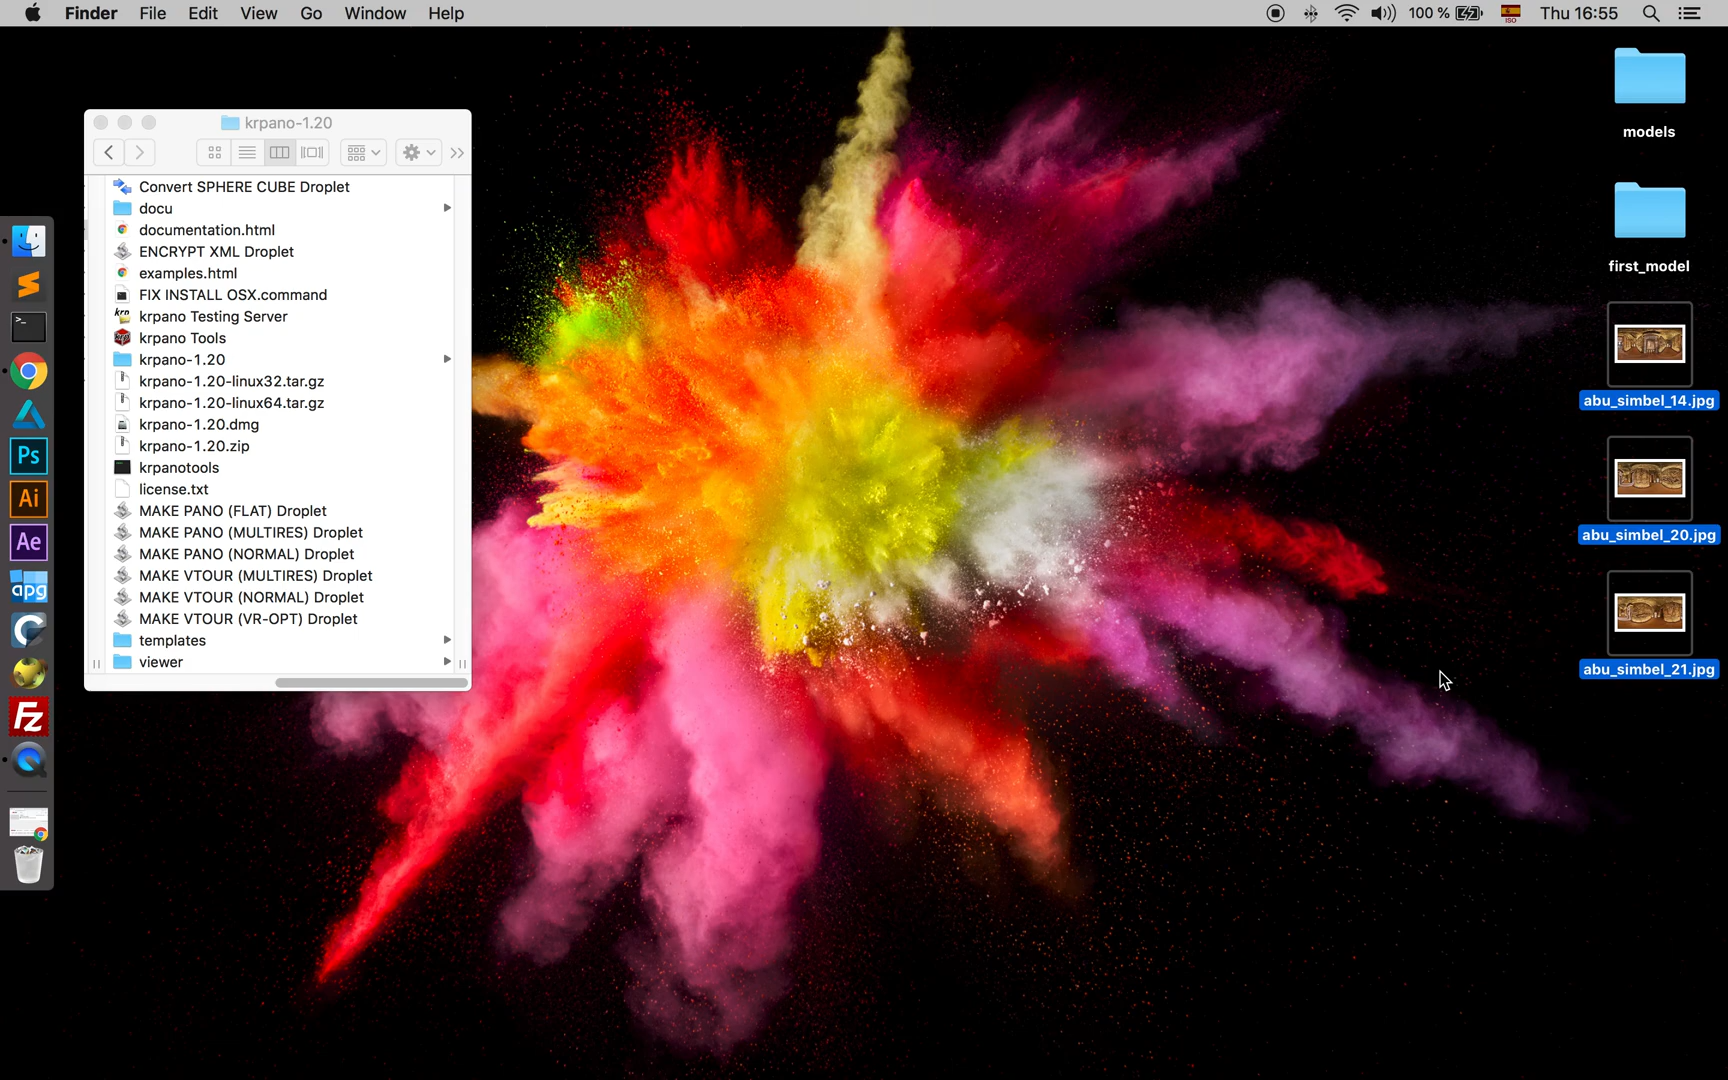 Finder File Edit View Go Window Help
100 % ISO Thu 16:55
krpano-1.20
Convert SPHERE CUBE Droplet
docu
documentation.html
ENCRYPT XML Droplet
examples.html
FIX INSTALL OSX.command
krpano Testing Server
krpano Tools
krpano-1.20
krpano-1.20-linux32.tar.gz
krpano-1.20-linux64.tar.gz
krpano-1.20.dmg
krpano-1.20.zip
krpanotools
license.txt
MAKE PANO (FLAT) Droplet
MAKE PANO (MULTIRES) Droplet
MAKE PANO (NORMAL) Droplet
MAKE VTOUR (MULTIRES) Droplet
MAKE VTOUR (NORMAL) Droplet
MAKE VTOUR (VR-OPT) Droplet
templates
viewer
Ps
Ai
Ae
apg
Fz
models
first_model
abu_simbel_14.jpg
abu_simbel_20.jpg
abu_simbel_21.jpg